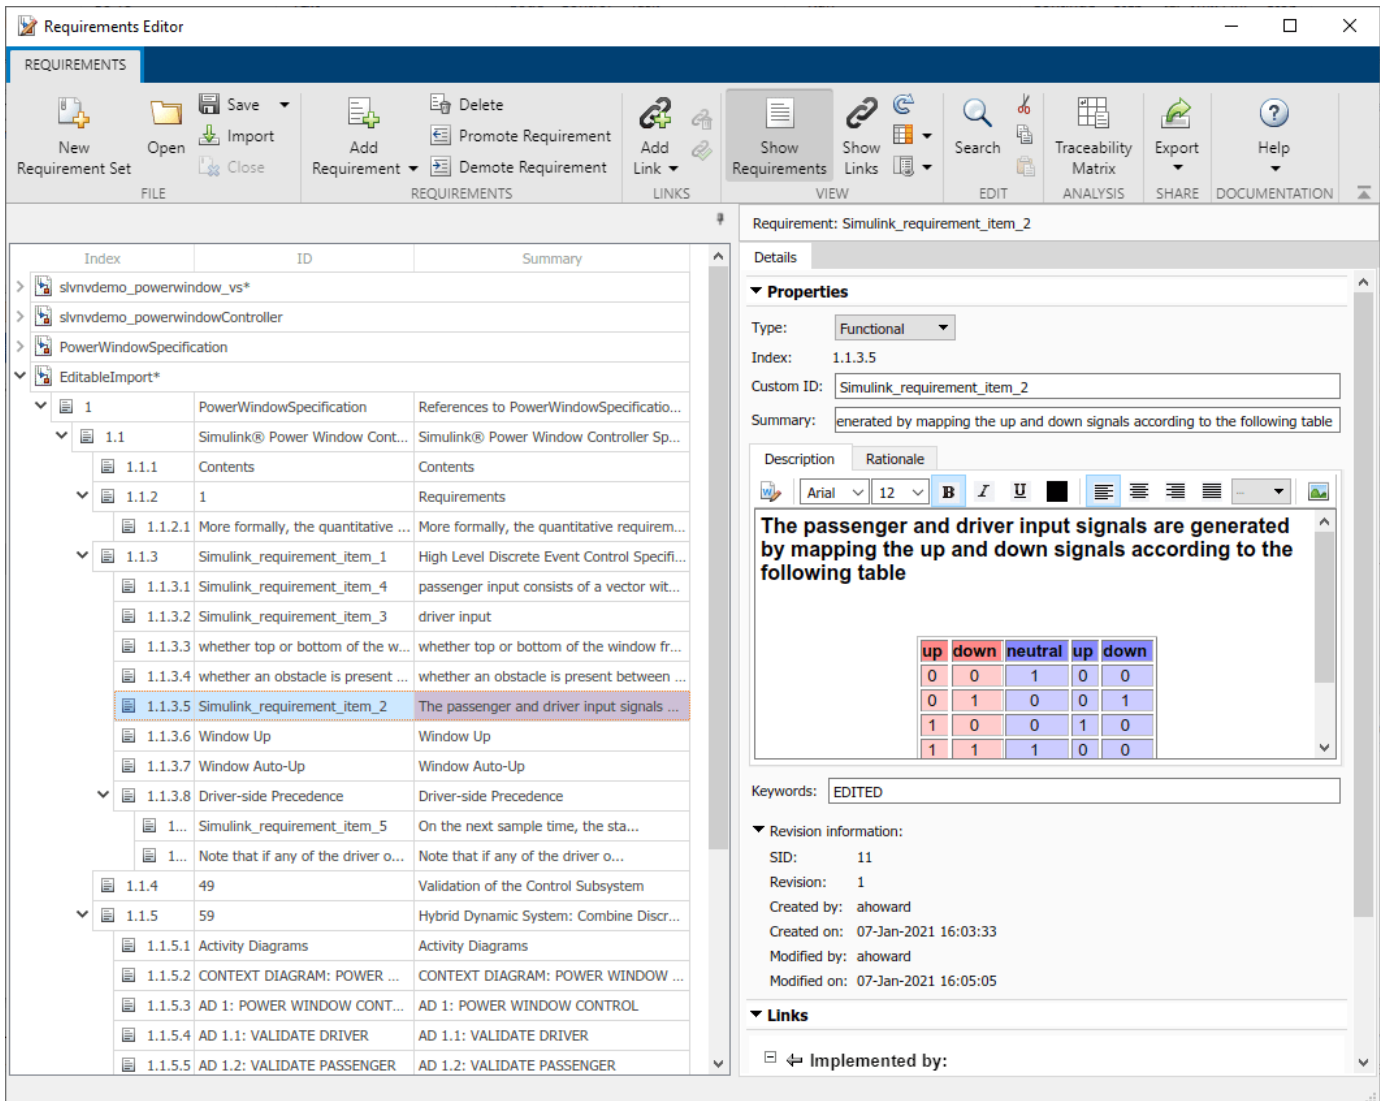 Requirements Editor
REQUIREMENTS
New
Requirement Set
Open
Save
Import
Close
FILE
Add
Requirement
Delete
Promote Requirement
Demote Requirement
REQUIREMENTS
Add
Link
LINKS
Show
Requirements
Show
Links
VIEW
Search
EDIT
Traceability
Matrix
ANALYSIS
Export
SHARE
Help
DOCUMENTATION
Index ID Summary
slvnvdemo_powerwindow_vs*
slvnvdemo_powerwindowController
PowerWindowSpecification
EditableImport*
1 PowerWindowSpecification References to PowerWindowSpecificatio...
1.1 Simulink® Power Window Cont... Simulink® Power Window Controller Sp...
1.1.1 Contents Contents
1.1.2 1 Requirements
1.1.2.1 More formally, the quantitative ... More formally, the quantitative requirem...
1.1.3 Simulink_requirement_item_1 High Level Discrete Event Control Specifi...
1.1.3.1 Simulink_requirement_item_4 passenger input consists of a vector wit...
1.1.3.2 Simulink_requirement_item_3 driver input
1.1.3.3 whether top or bottom of the w... whether top or bottom of the window fr...
1.1.3.4 whether an obstacle is present ... whether an obstacle is present between ...
1.1.3.5 Simulink_requirement_item_2 The passenger and driver input signals ...
1.1.3.6 Window Up Window Up
1.1.3.7 Window Auto-Up Window Auto-Up
1.1.3.8 Driver-side Precedence Driver-side Precedence
1... Simulink_requirement_item_5 On the next sample time, the sta...
1... Note that if any of the driver o... Note that if any of the driver o...
1.1.4 49 Validation of the Control Subsystem
1.1.5 59 Hybrid Dynamic System: Combine Discr...
1.1.5.1 Activity Diagrams Activity Diagrams
1.1.5.2 CONTEXT DIAGRAM: POWER ... CONTEXT DIAGRAM: POWER WINDOW ...
1.1.5.3 AD 1: POWER WINDOW CONT... AD 1: POWER WINDOW CONTROL
1.1.5.4 AD 1.1: VALIDATE DRIVER AD 1.1: VALIDATE DRIVER
1.1.5.5 AD 1.2: VALIDATE PASSENGER AD 1.2: VALIDATE PASSENGER
Requirement: Simulink_requirement_item_2
Details
Properties
Type: Functional
Index: 1.1.3.5
Custom ID: Simulink_requirement_item_2
Summary: enerated by mapping the up and down signals according to the following table
Description Rationale
Arial 12 B I U
The passenger and driver input signals are generated
by mapping the up and down signals according to the
following table
up down neutral up down
0 0 1 0 0
0 1 0 0 1
1 0 0 1 0
1 1 1 0 0
Keywords: EDITED
Revision information:
SID: 11
Revision: 1
Created by: ahoward
Created on: 07-Jan-2021 16:03:33
Modified by: ahoward
Modified on: 07-Jan-2021 16:05:05
Links
Implemented by: